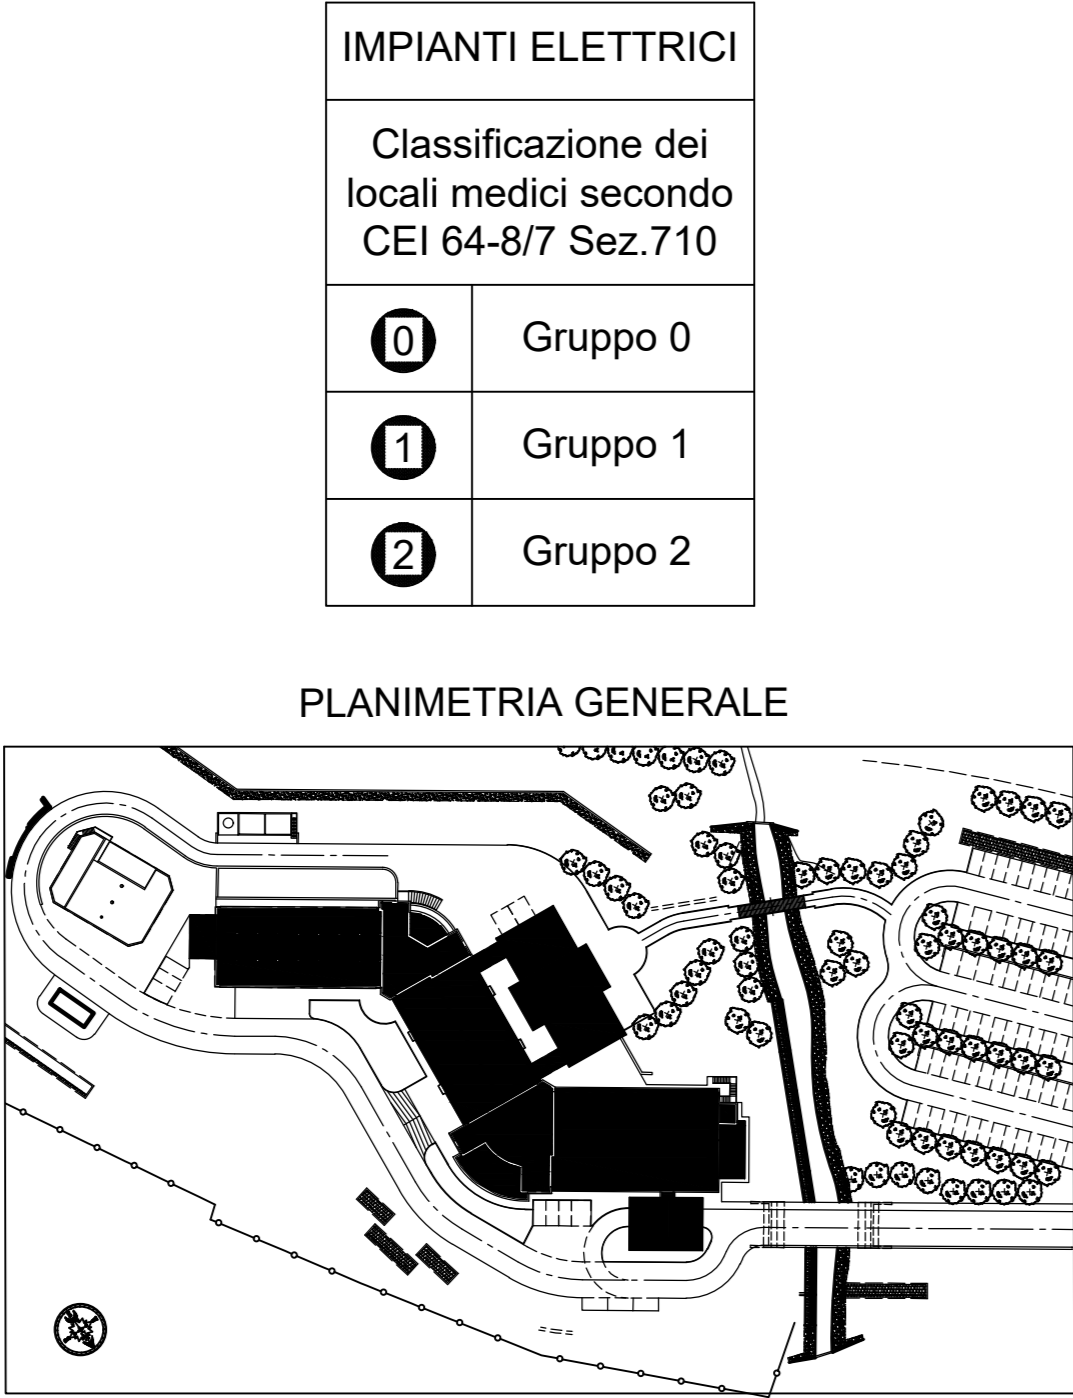 IMPIANTI ELETTRICI
Classificazione dei
locali medici secondo
CEI 64-8/7 Sez.710
0 Gruppo 0
1 Gruppo 1
2 Gruppo 2
PLANIMETRIA GENERALE